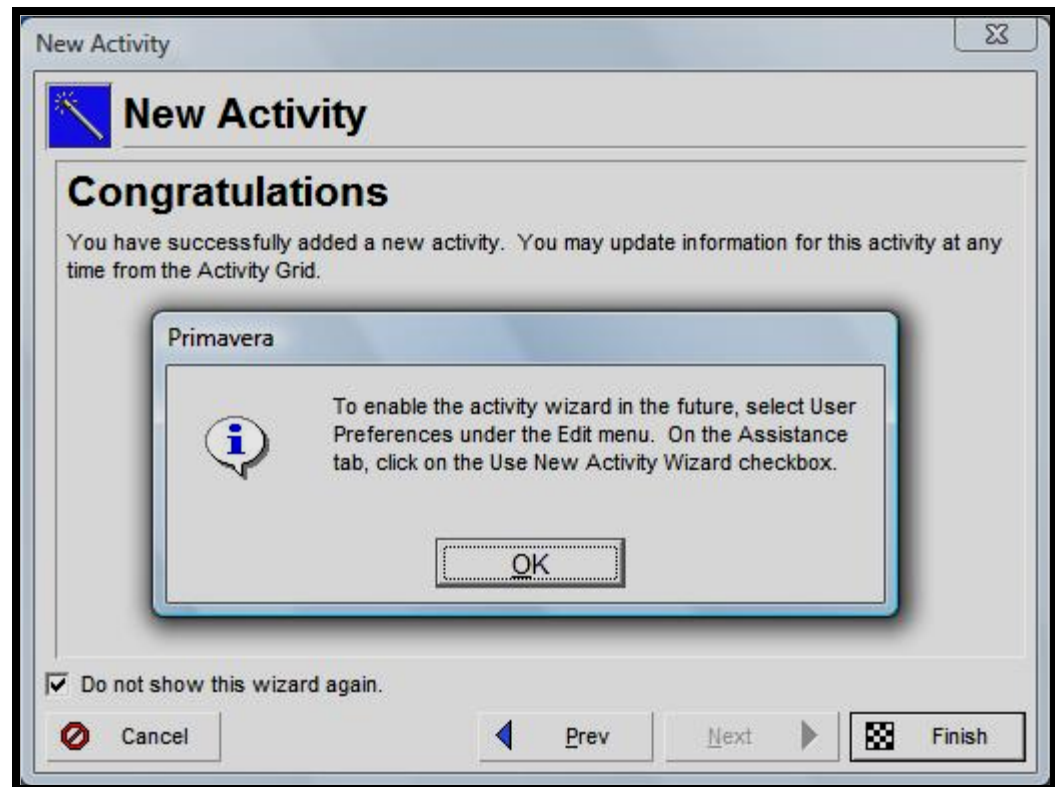 New Activity
New Activity
Congratulations
You have successfully added a new activity. You may update information for this activity at any
time from the Activity Grid.
Primavera
To enable the activity wizard in the future, select User
Preferences under the Edit menu. On the Assistance
tab, click on the Use New Activity Wizard checkbox.
OK
Do not show this wizard again.
Cancel
Prev
Next
Finish